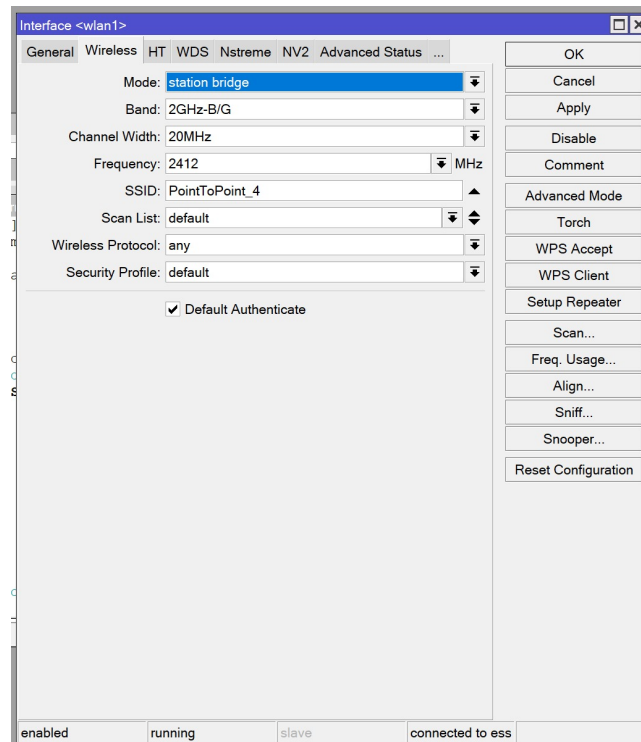 Interface <wlan1>
General Wireless HT WDS Nstreme NV2 Advanced Status ...
Mode: station bridge
Band: 2GHz-B/G
Channel Width: 20MHz
Frequency: 2412 MHz
SSID: PointToPoint_4
Scan List: default
Wireless Protocol: any
Security Profile: default
Default Authenticate
OK
Cancel
Apply
Disable
Comment
Advanced Mode
Torch
WPS Accept
WPS Client
Setup Repeater
Scan...
Freq. Usage...
Align...
Sniff...
Snooper...
Reset Configuration
enabled running slave connected to ess